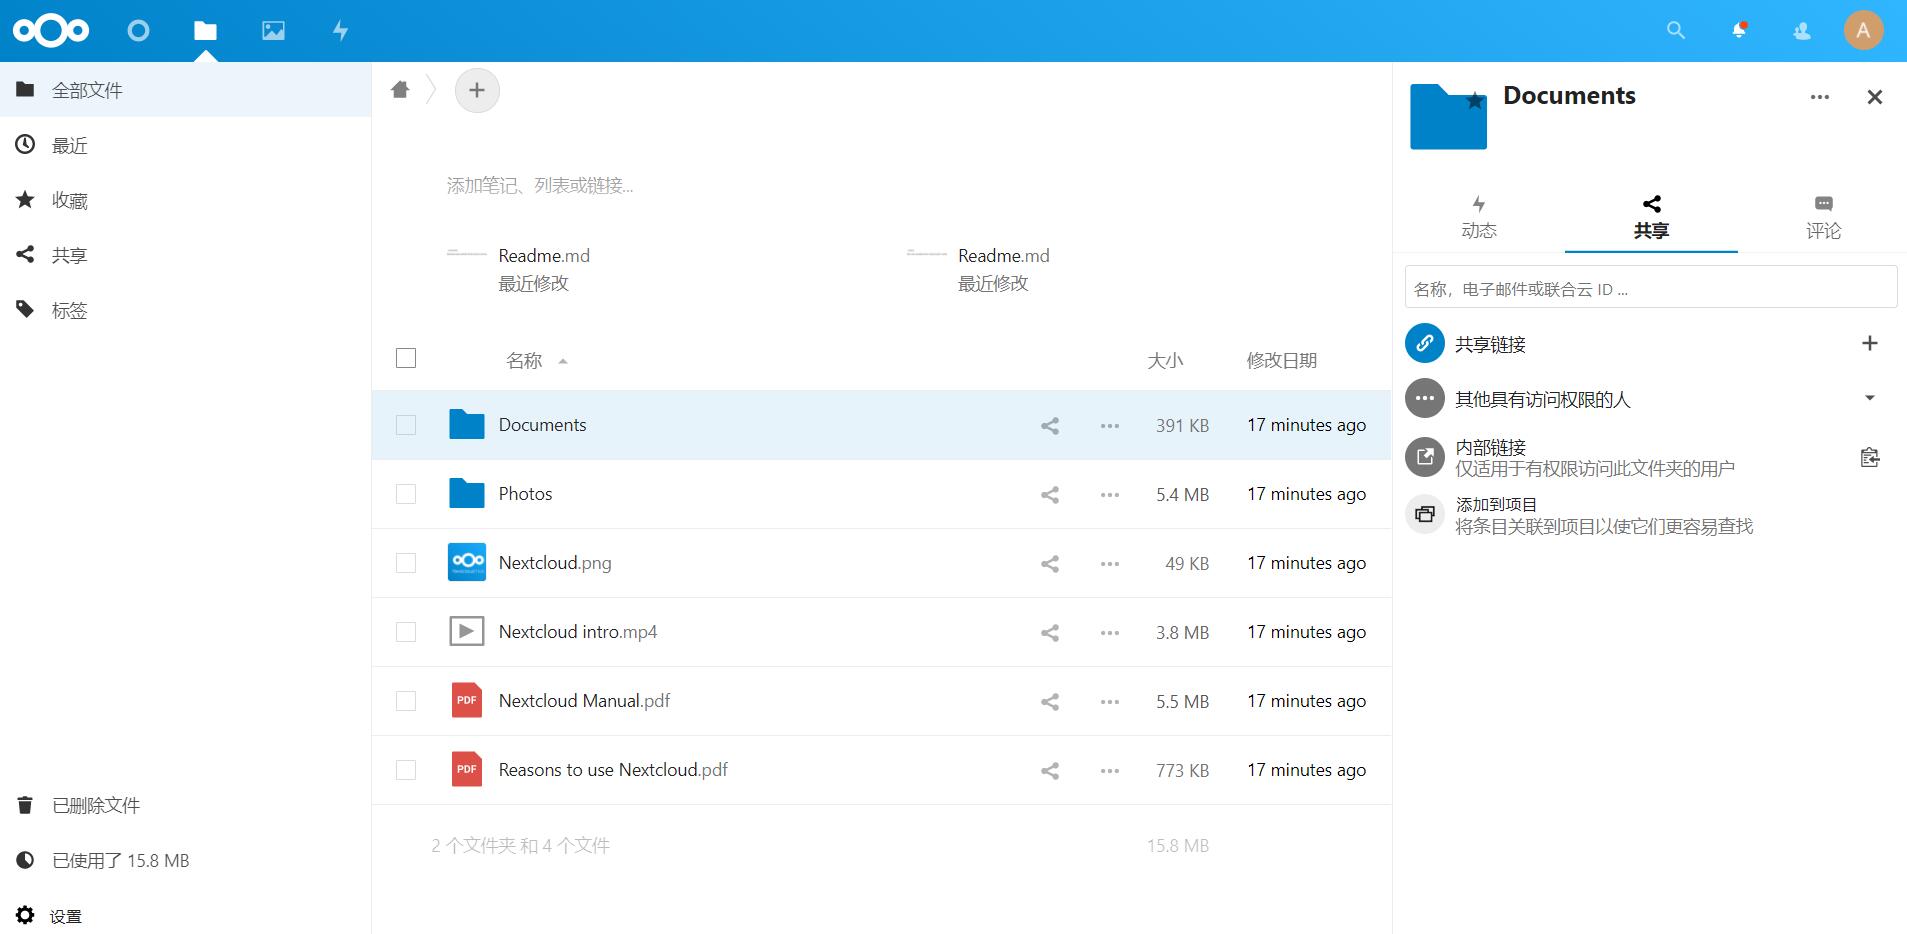 A
全部文件
最近
收藏
共享
标签
已删除文件
已使用了 15.8 MB
设置
添加笔记、列表或链接...
Readme.md
最近修改
Readme.md
最近修改
名称 大小 修改日期
Documents 391 KB 17 minutes ago
Photos 5.4 MB 17 minutes ago
Nextcloud.png 49 KB 17 minutes ago
Nextcloud intro.mp4 3.8 MB 17 minutes ago
PDF Nextcloud Manual.pdf 5.5 MB 17 minutes ago
PDF Reasons to use Nextcloud.pdf 773 KB 17 minutes ago
2 个文件夹 和 4 个文件 15.8 MB
Documents
动态 共享 评论
名称，电子邮件或联合云 ID ...
共享链接
其他具有访问权限的人
内部链接
仅适用于有权限访问此文件夹的用户
添加到项目
将条目关联到项目以使它们更容易查找